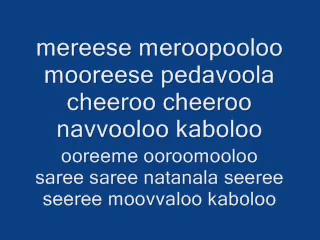 mereese meroopooloo
mooreese pedavoola
cheeroo cheeroo
navvooloo kaboloo
ooreeme ooroomooloo
saree saree natanala seeree
seeree moovvaloo kaboloo